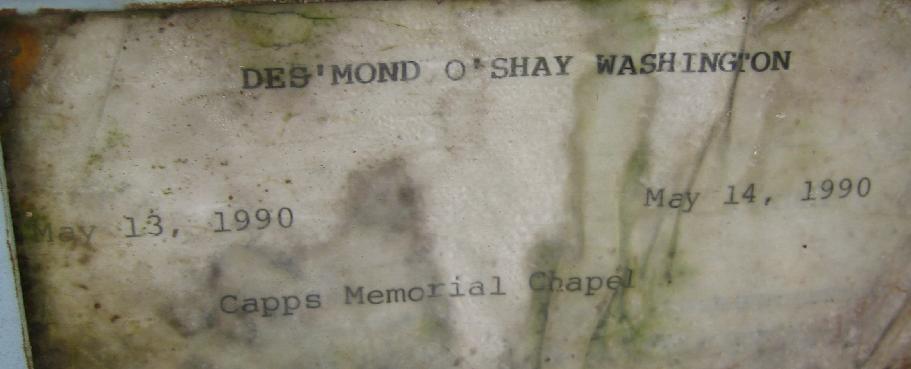 DES'MOND O'SHAY WASHINGTON
May 13, 1990 May 14, 1990
Capps Memorial Chapel